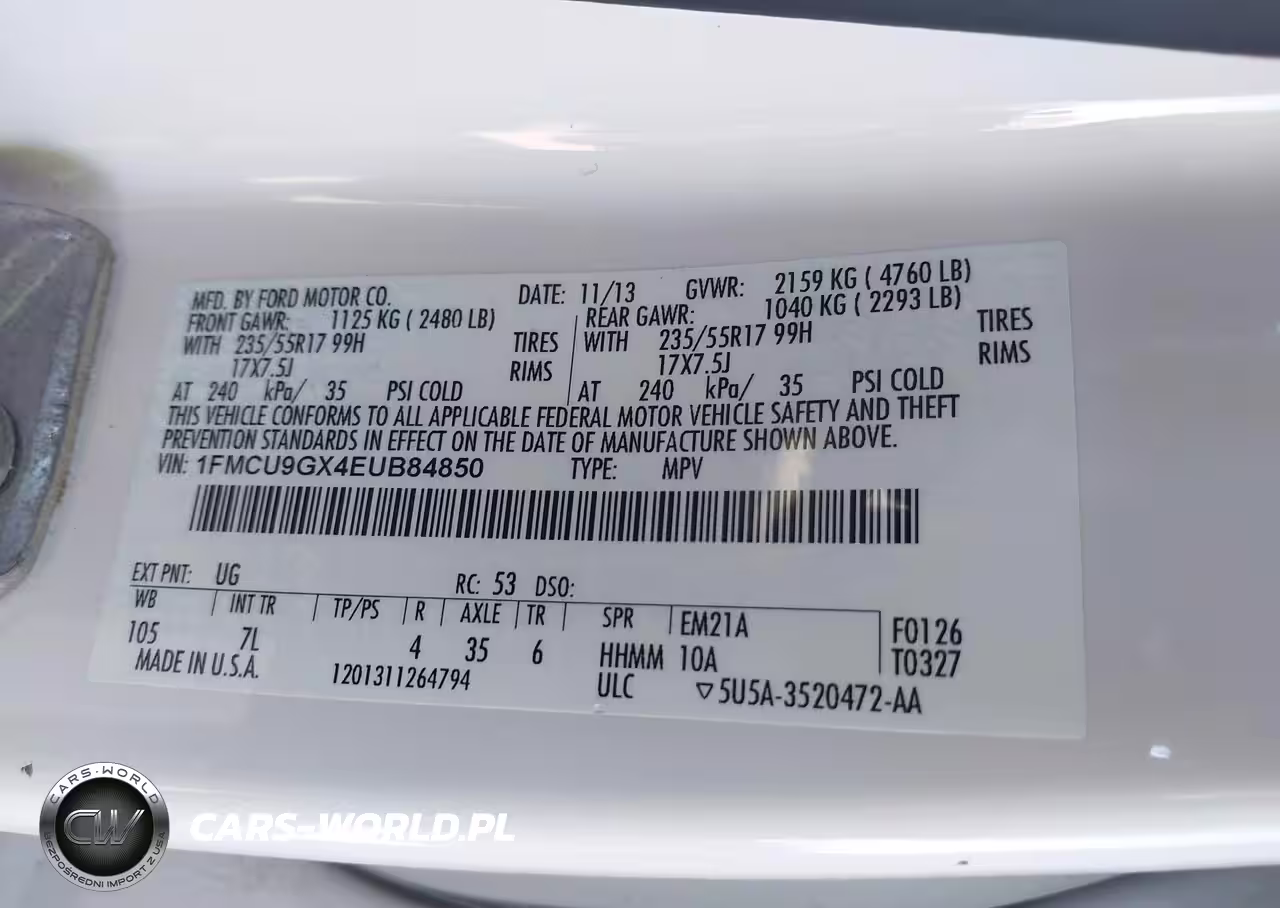 MFD. BY FORD MOTOR CO. DATE: 11/13 GVWR: 2159 KG ( 4760 LB)
FRONT GAWR: 1125 KG ( 2480 LB) REAR GAWR: 1040 KG ( 2293 LB)
WITH 235/55R17 99H TIRES WITH 235/55R17 99H TIRES
17X7.5J RIMS 17X7.5J RIMS
AT 240 kPa/ 35 PSI COLD AT 240 kPa/ 35 PSI COLD
THIS VEHICLE CONFORMS TO ALL APPLICABLE FEDERAL MOTOR VEHICLE SAFETY AND THEFT
PREVENTION STANDARDS IN EFFECT ON THE DATE OF MANUFACTURE SHOWN ABOVE.
VIN: 1FMCU9GX4EUB84850 TYPE: MPV
EXT PNT: UG RC: 53 DSO:
WB INT TR TP/PS R AXLE TR SPR EM21A F0126
105 7L 4 35 6 HHMM 10A T0327
MADE IN U.S.A. 1201311264794 ULC ▽5U5A-3520472-AA
CARS-WORLD
CW
BEZPOŚREDNI IMPORT Z USA
CARS-WORLD.PL